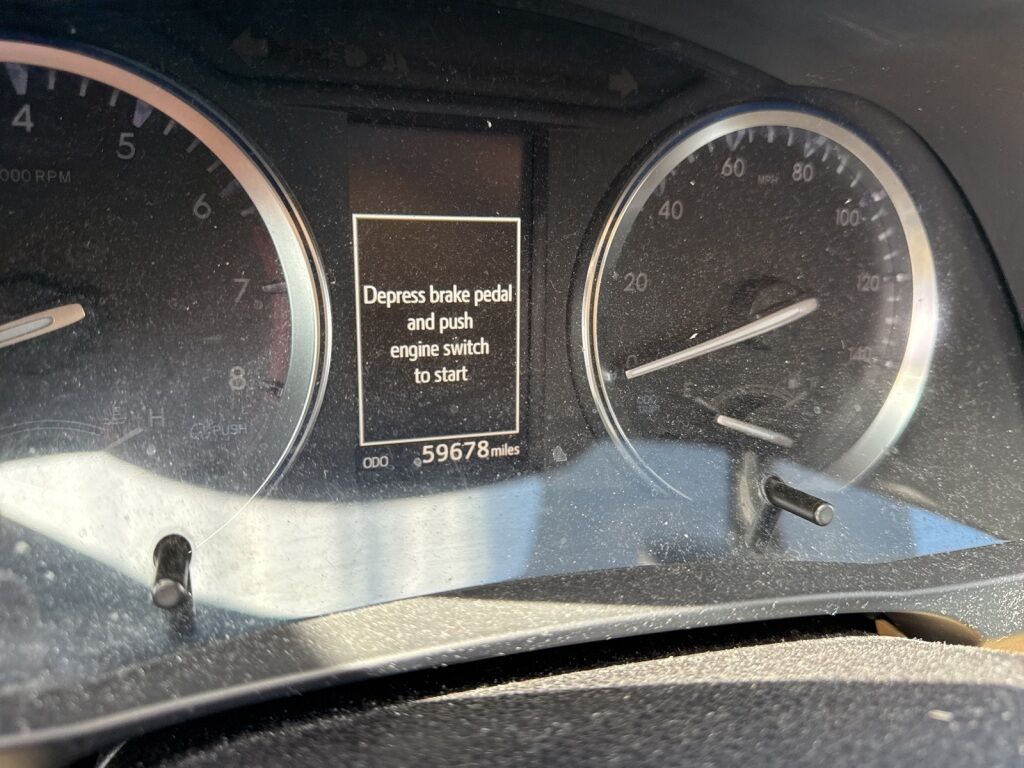 4
5
6
7
8
000 RPM
H
PUSH
Depress brake pedal
and push
engine switch
to start
ODO 59678 miles
0
20
40
60
80
100
120
140
MPH